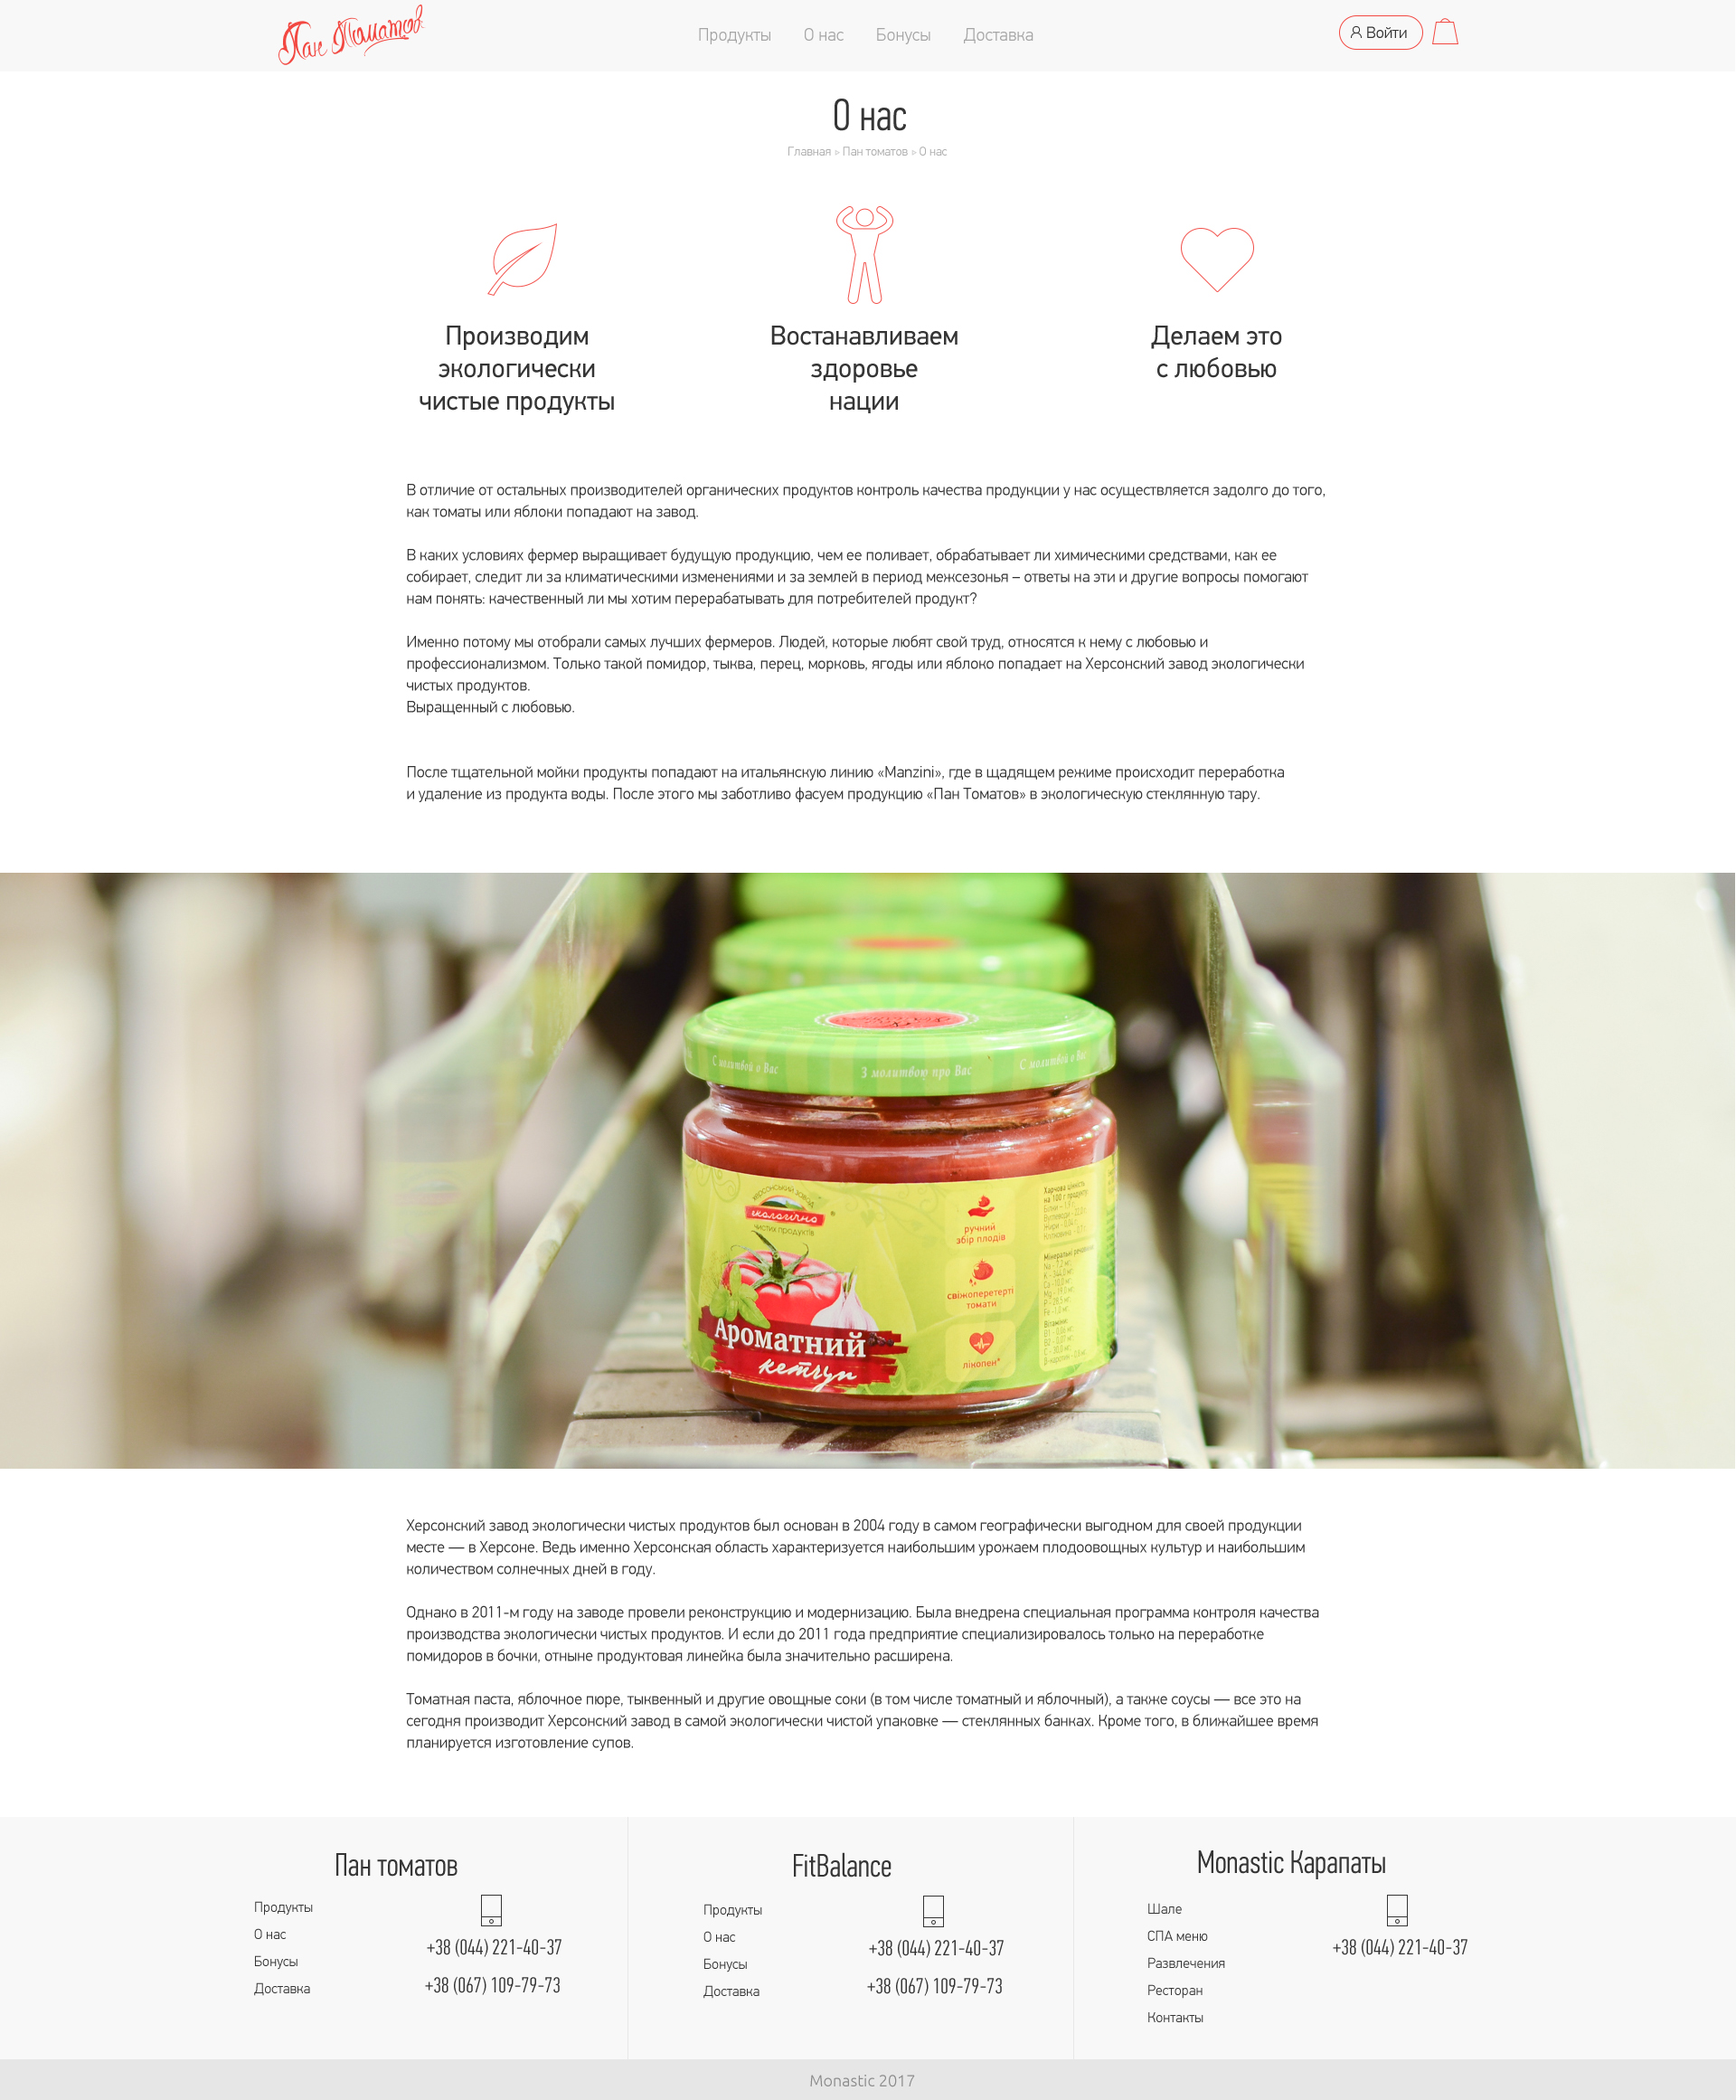 Пан Томатов
Продукты
О нас
Бонусы
Доставка
Войти
О нас
Главная > Пан томатов > О нас
Производим
экологически
чистые продукты
Востанавливаем
здоровье
нации
Делаем это
с любовью
В отличие от остальных производителей органических продуктов контроль качества продукции у нас осуществляется задолго до того,
как томаты или яблоки попадают на завод.
В каких условиях фермер выращивает будущую продукцию, чем ее поливает, обрабатывает ли химическими средствами, как ее
собирает, следит ли за климатическими изменениями и за землей в период межсезонья – ответы на эти и другие вопросы помогают
нам понять: качественный ли мы хотим перерабатывать для потребителей продукт?
Именно потому мы отобрали самых лучших фермеров. Людей, которые любят свой труд, относятся к нему с любовью и
профессионализмом. Только такой помидор, тыква, перец, морковь, ягоды или яблоко попадает на Херсонский завод экологически
чистых продуктов.
Выращенный с любовью.
После тщательной мойки продукты попадают на итальянскую линию «Manzini», где в щадящем режиме происходит переработка
и удаление из продукта воды. После этого мы заботливо фасуем продукцию «Пан Томатов» в экологическую стеклянную тару.
С молитвой о Вас
З молитвою про Вас
С молитвой о Вас
ХЕРСОНСЬКИЙ ЗАВОД
екологічно
ЧИСТИХ ПРОДУКТІВ
Ароматний
кетчуп
ручний
збір плодів
свіжоперетерті
томати
лікопен*
Харчова цінність
на 100 г продукту
Мінеральні речовини
Вітаміни:
Херсонский завод экологически чистых продуктов был основан в 2004 году в самом географически выгодном для своей продукции
месте — в Херсоне. Ведь именно Херсонская область характеризуется наибольшим урожаем плодоовощных культур и наибольшим
количеством солнечных дней в году.
Однако в 2011-м году на заводе провели реконструкцию и модернизацию. Была внедрена специальная программа контроля качества
производства экологически чистых продуктов. И если до 2011 года предприятие специализировалось только на переработке
помидоров в бочки, отныне продуктовая линейка была значительно расширена.
Томатная паста, яблочное пюре, тыквенный и другие овощные соки (в том числе томатный и яблочный), а также соусы — все это на
сегодня производит Херсонский завод в самой экологически чистой упаковке — стеклянных банках. Кроме того, в ближайшее время
планируется изготовление супов.
Пан томатов
Продукты
О нас
Бонусы
Доставка
+38 (044) 221-40-37
+38 (067) 109-79-73
FitBalance
Продукты
О нас
Бонусы
Доставка
+38 (044) 221-40-37
+38 (067) 109-79-73
Monastic Карапаты
Шале
СПА меню
Развлечения
Ресторан
Контакты
+38 (044) 221-40-37
Monastic 2017